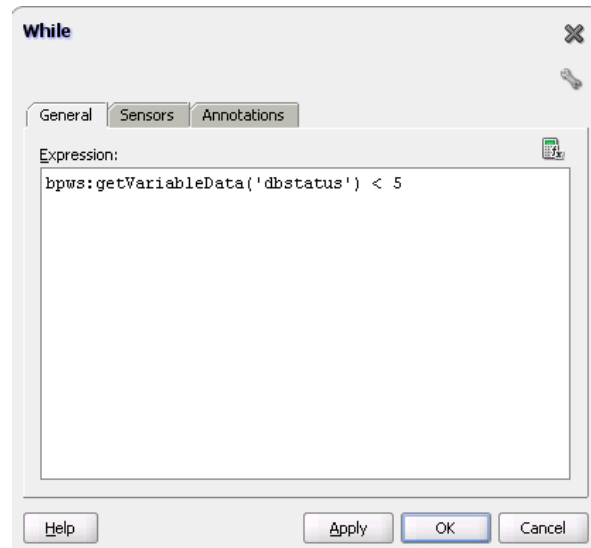 While
General Sensors Annotations
Expression:
bpws:getVariableData('dbstatus') < 5
Help Apply OK Cancel